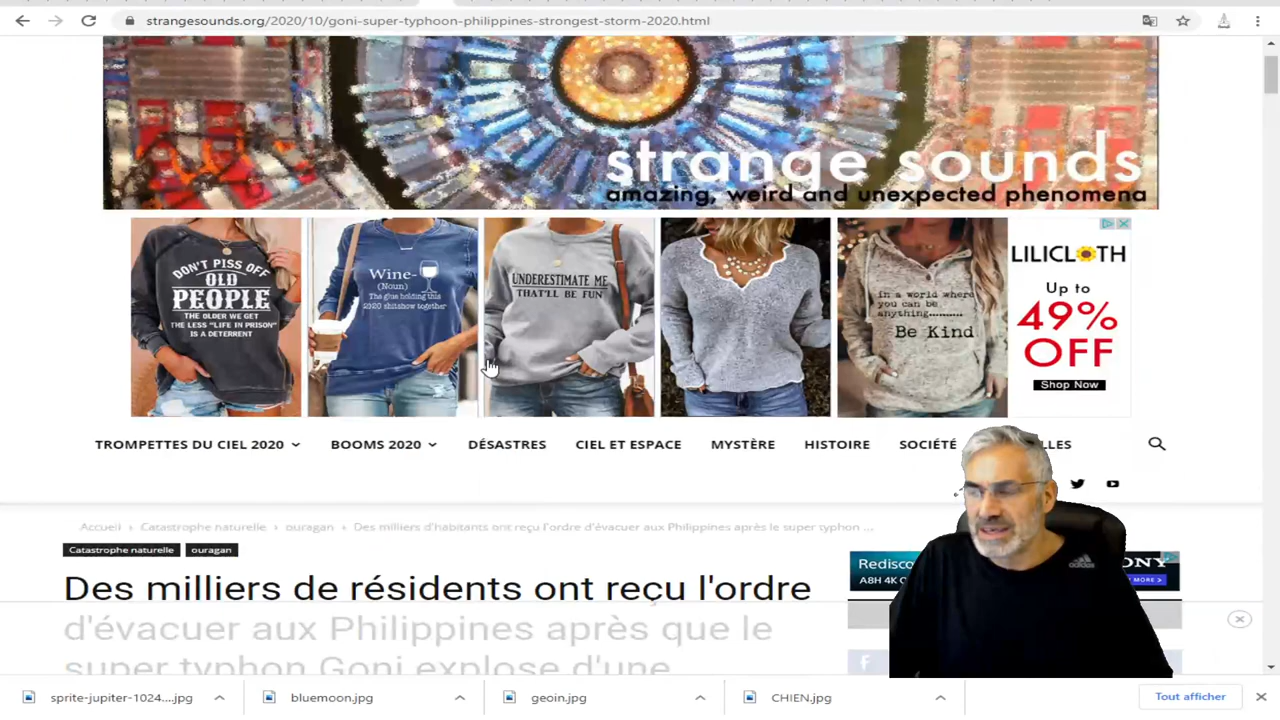 strangesounds.org/2020/10/goni-super-typhoon-philippines-strongest-storm-2020.html
strange sounds
amazing, weird and unexpected phenomena
DON'T PISS OFF
OLD
PEOPLE
THE OLDER WE GET
THE LESS "LIFE IN PRISON"
IS A DETERRENT
Wine-
(Noun)
The glue holding this
2020 shitshow together
UNDERESTIMATE ME
THAT'LL BE FUN
in a world where
you can be
anything..........
Be Kind
LILICLOTH
Up to
49%
OFF
Shop Now
TROMPETTES DU CIEL 2020
BOOMS 2020
DÉSASTRES
CIEL ET ESPACE
MYSTÈRE
HISTOIRE
SOCIÉTÉ
Accueil › Catastrophe naturelle › ouragan › Des milliers d'habitants ont reçu l'ordre d'évacuer aux Philippines après le super typhon ...
Catastrophe naturelle
ouragan
Des milliers de résidents ont reçu l'ordre
d'évacuer aux Philippines après que le
super typhon Goni explose d'une
A8H 4K
adidas
sprite-jupiter-1024....jpg
bluemoon.jpg
geoin.jpg
CHIEN.jpg
Tout afficher